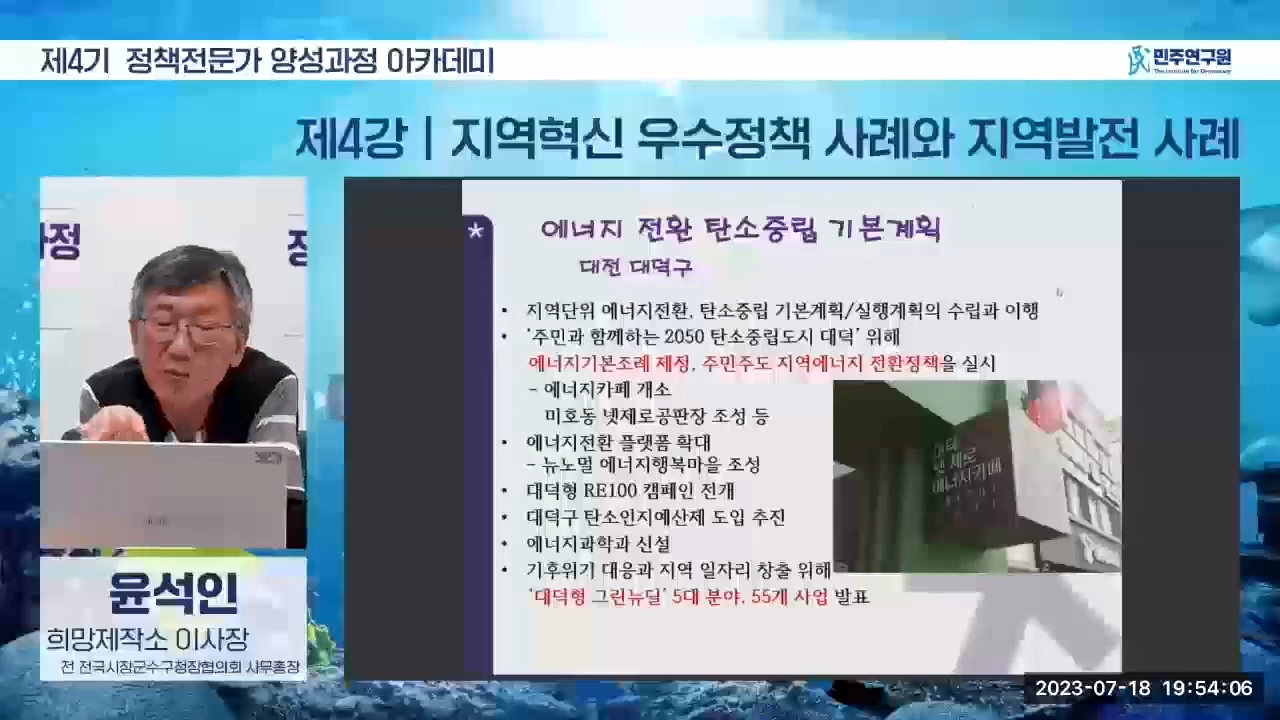 제4기 정책전문가 양성과정 아카데미
민주연구원
The Institute for Democracy
제4강 | 지역혁신 우수정책 사례와 지역발전 사례
에너지 전환 탄소중립 기본계획
대전 대덕구
• 지역단위 에너지전환, 탄소중립 기본계획/실행계획의 수립과 이행
• '주민과 함께하는 2050 탄소중립도시 대덕' 위해
에너지기본조례 제정, 주민주도 지역에너지 전환정책을 실시
- 에너지카페 개소
미호동 넷제로공판장 조성 등
• 에너지전환 플랫폼 확대
- 뉴노멀 에너지행복마을 조성
• 대덕형 RE100 캠페인 전개
• 대덕구 탄소인지예산제 도입 추진
• 에너지과학과 신설
• 기후위기 대응과 지역 일자리 창출 위해
'대덕형 그린뉴딜' 5대 분야, 55개 사업 발표
넷제로
에너지카페
윤석인
희망제작소 이사장
전 전국시장군수구청장협의회 사무총장
2023-07-18 19:54:06